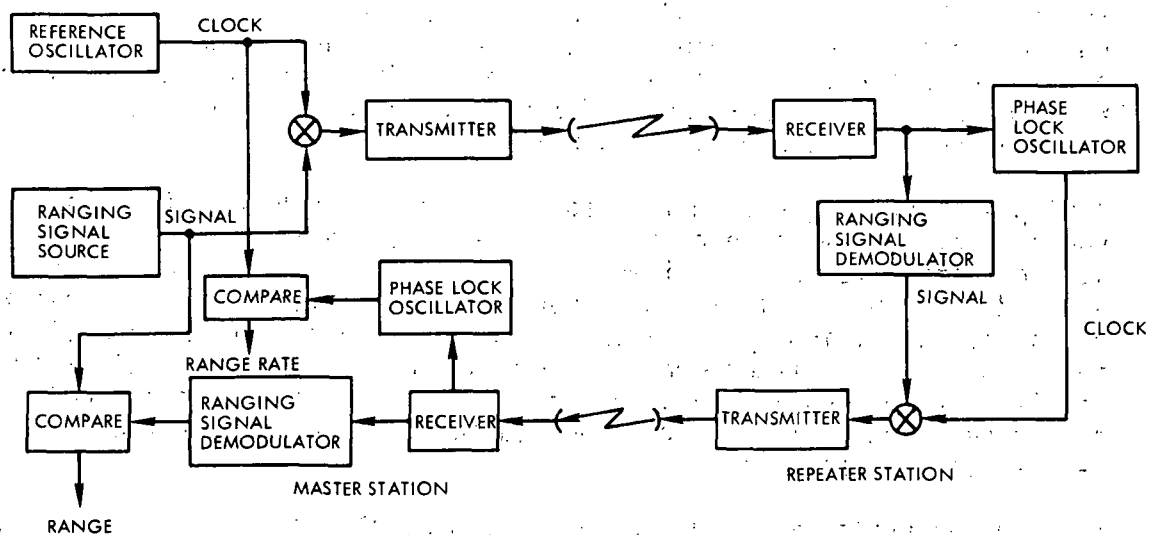 REFERENCE
OSCILLATOR
CLOCK
TRANSMITTER
RECEIVER
PHASE
LOCK
OSCILLATOR
RANGING
SIGNAL
SOURCE
SIGNAL
RANGING
SIGNAL
DEMODULATOR
SIGNAL
CLOCK
COMPARE
PHASE LOCK
OSCILLATOR
RANGE RATE
COMPARE
RANGING
SIGNAL
DEMODULATOR
RECEIVER
TRANSMITTER
MASTER STATION
REPEATER STATION
RANGE